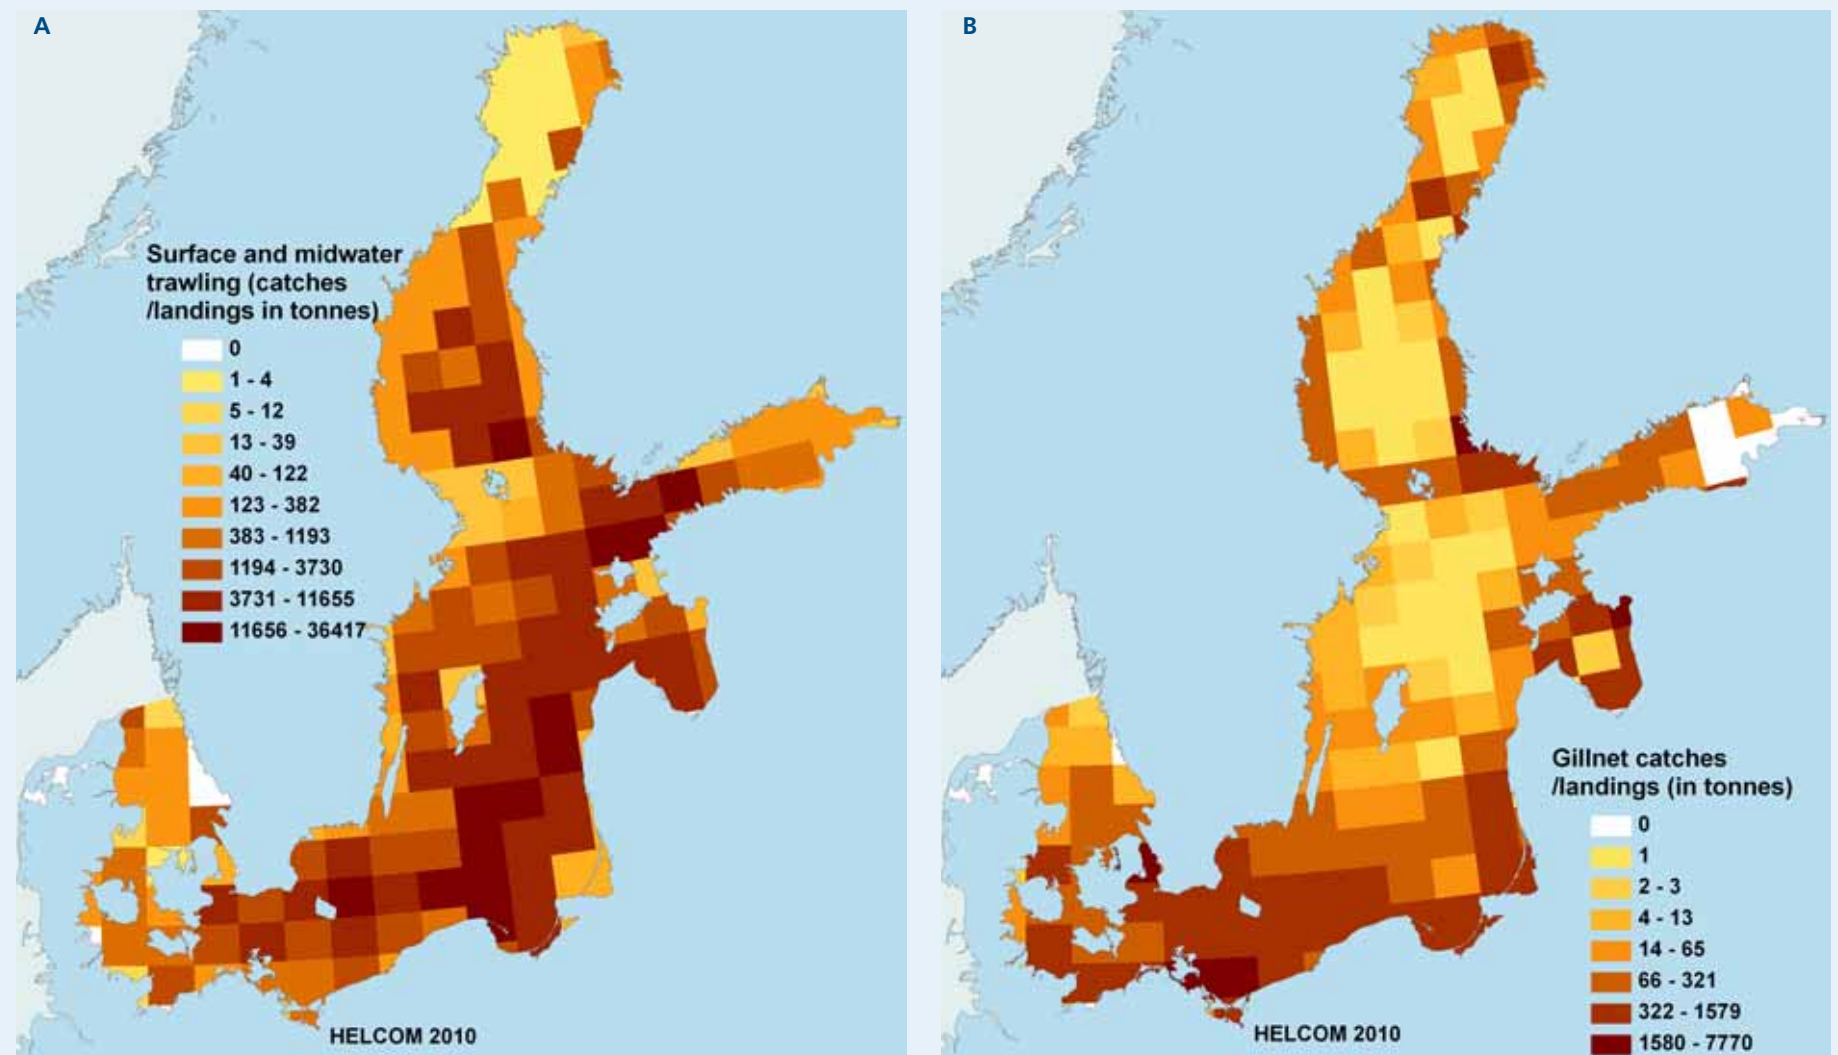 A
Surface and midwater
trawling (catches
/landings in tonnes)
0
1 - 4
5 - 12
13 - 39
40 - 122
123 - 382
383 - 1193
1194 - 3730
3731 - 11655
11656 - 36417
HELCOM 2010
B
Gillnet catches
/landings (in tonnes)
0
1
2 - 3
4 - 13
14 - 65
66 - 321
322 - 1579
1580 - 7770
HELCOM 2010